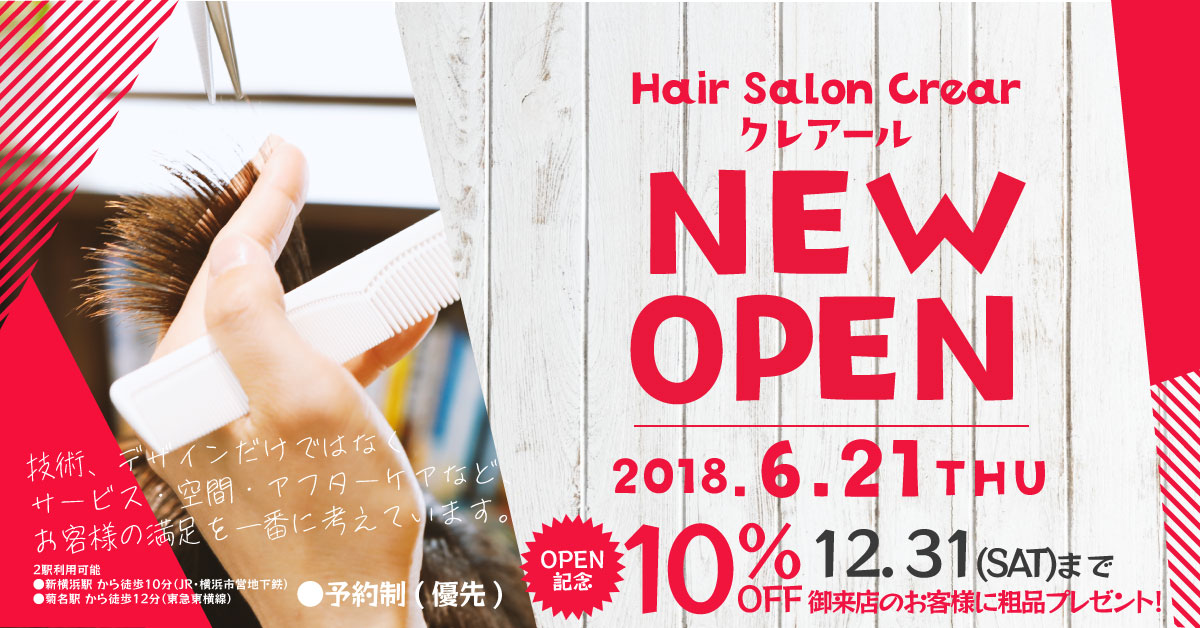 Hair Salon Crear
クレアール
NEW
OPEN
2018.6.21 THU
OPEN
記念
10%
OFF
12.31(SAT)まで
御来店のお客様に粗品プレゼント!
技術、デザインだけではなく
サービス・空間・アフターケアなど、
お客様の満足を一番に考えています。
2駅利用可能
●新横浜駅 から徒歩10分(JR・横浜市営地下鉄)
●菊名駅 から徒歩12分(東急東横線)
●予約制(優先)